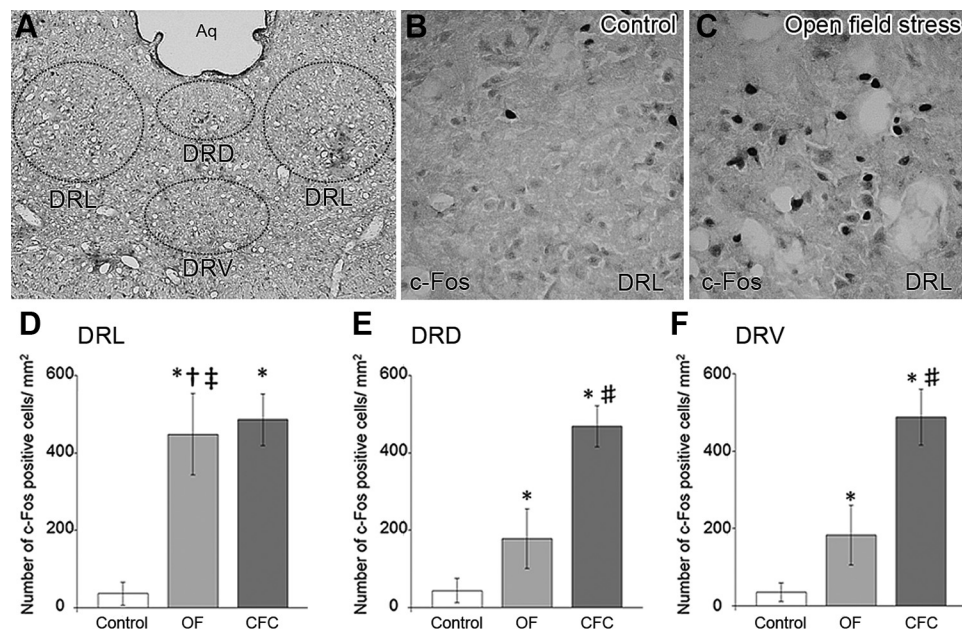 A
Aq
DRL
DRD
DRL
DRV
B
Control
c-Fos
DRL
C
Open field stress
c-Fos
DRL
D
DRL
Number of c-Fos positive cells/ mm²
600
400
200
0
*†‡
*
Control
OF
CFC
E
DRD
Number of c-Fos positive cells/ mm²
600
400
200
0
*
*#
Control
OF
CFC
F
DRV
Number of c-Fos positive cells/ mm²
600
400
200
0
*
*#
Control
OF
CFC